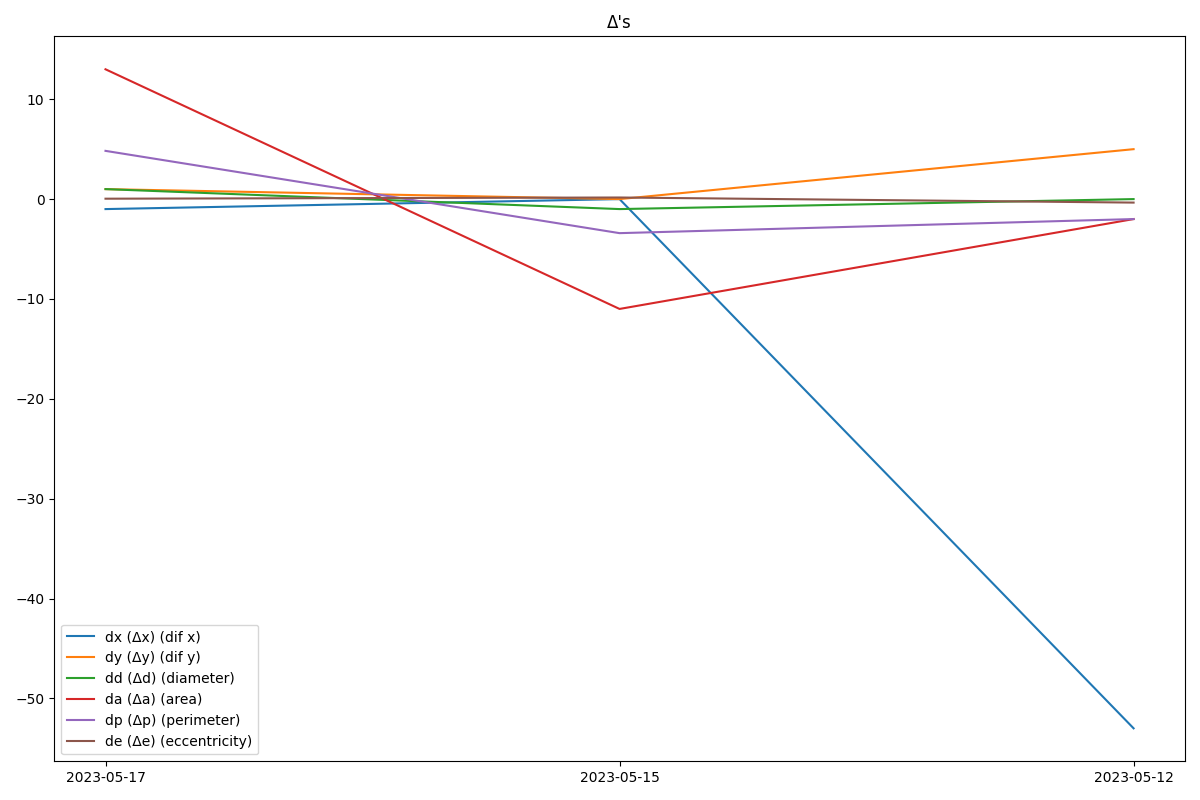 Δ's
10
0
−10
−20
−30
−40
−50
dx (Δx) (dif x)
dy (Δy) (dif y)
dd (Δd) (diameter)
da (Δa) (area)
dp (Δp) (perimeter)
de (Δe) (eccentricity)
2023-05-17 2023-05-15 2023-05-12